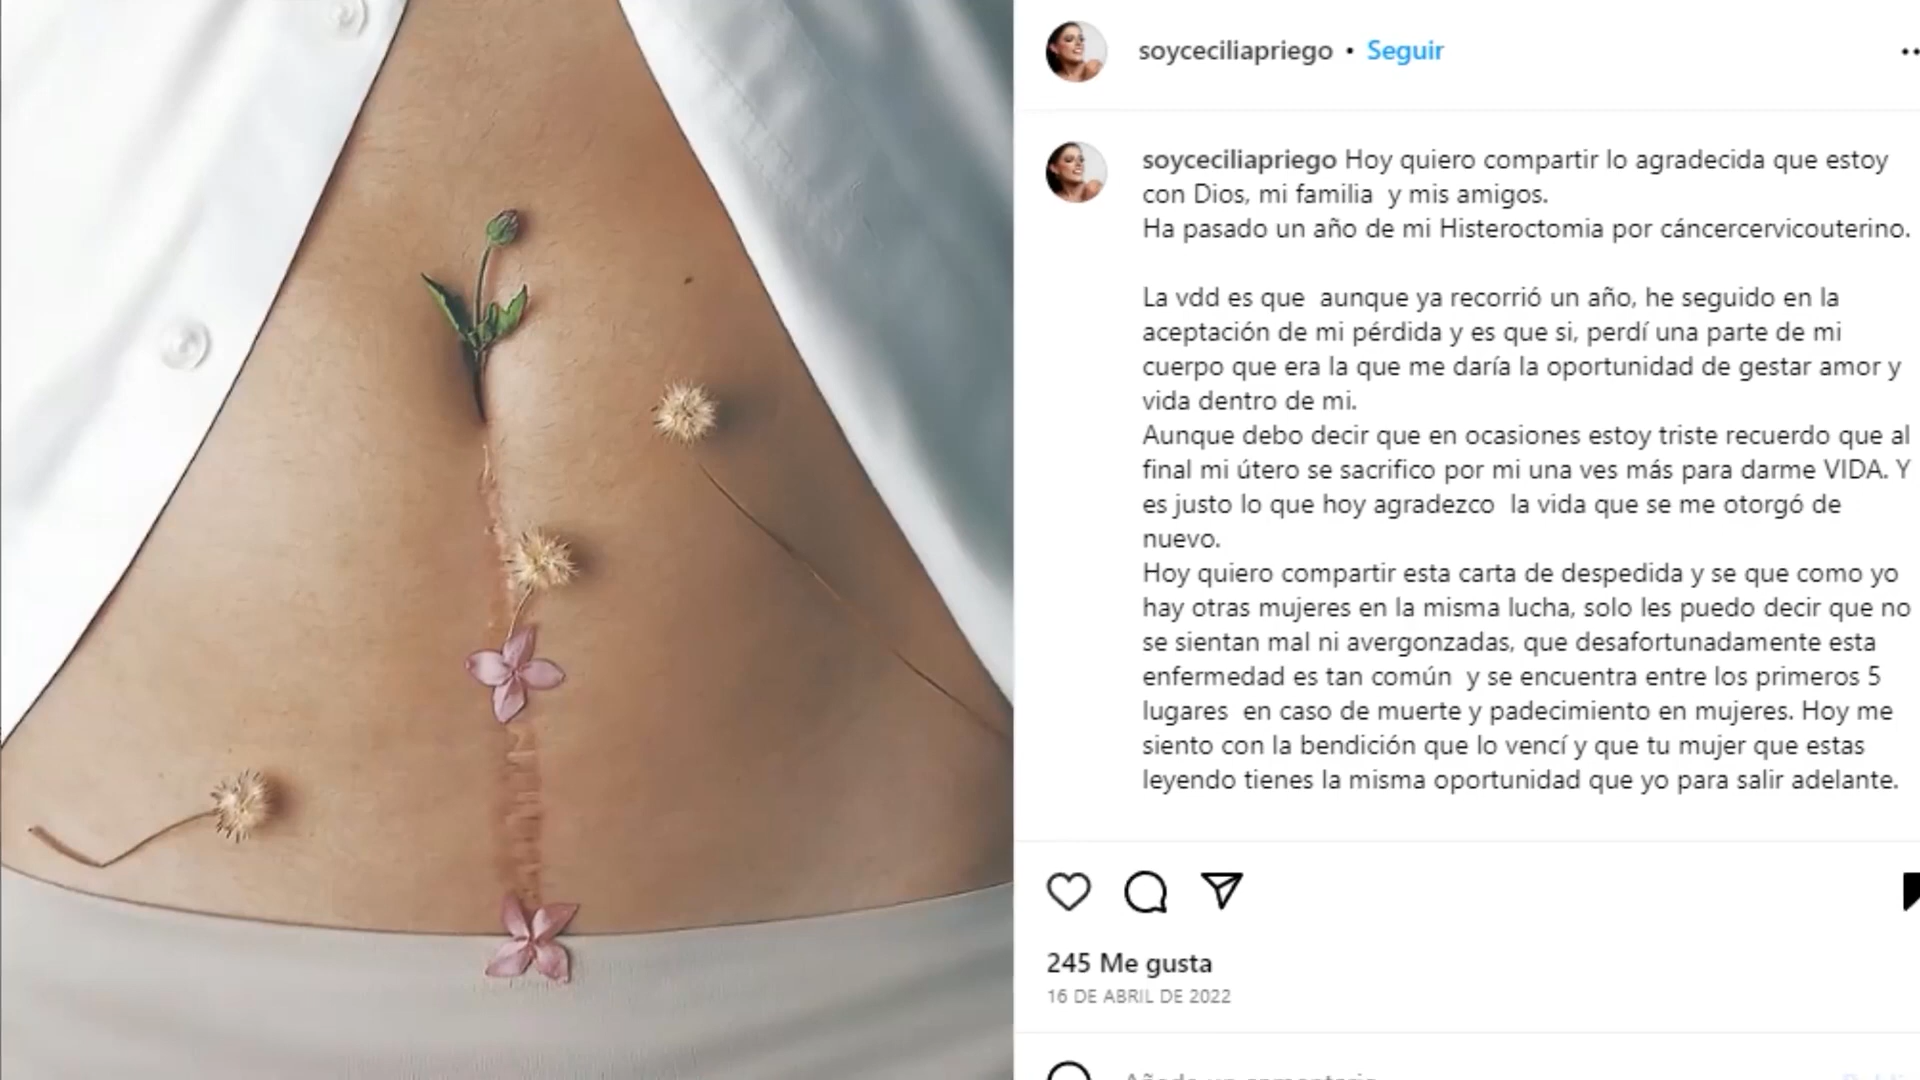 soyceciliapriego • Seguir
soyceciliapriego Hoy quiero compartir lo agradecida que estoy
con Dios, mi familia  y mis amigos.
Ha pasado un año de mi Histeroctomia por cáncercervicouterino.
La vdd es que  aunque ya recorrió un año, he seguido en la
aceptación de mi pérdida y es que si, perdí una parte de mi
cuerpo que era la que me daría la oportunidad de gestar amor y
vida dentro de mi.
Aunque debo decir que en ocasiones estoy triste recuerdo que al
final mi útero se sacrifico por mi una ves más para darme VIDA. Y
es justo lo que hoy agradezco  la vida que se me otorgó de
nuevo.
Hoy quiero compartir esta carta de despedida y se que como yo
hay otras mujeres en la misma lucha, solo les puedo decir que no
se sientan mal ni avergonzadas, que desafortunadamente esta
enfermedad es tan común  y se encuentra entre los primeros 5
lugares  en caso de muerte y padecimiento en mujeres. Hoy me
siento con la bendición que lo vencí y que tu mujer que estas
leyendo tienes la misma oportunidad que yo para salir adelante.
245 Me gusta
16 DE ABRIL DE 2022
Añade un comentario